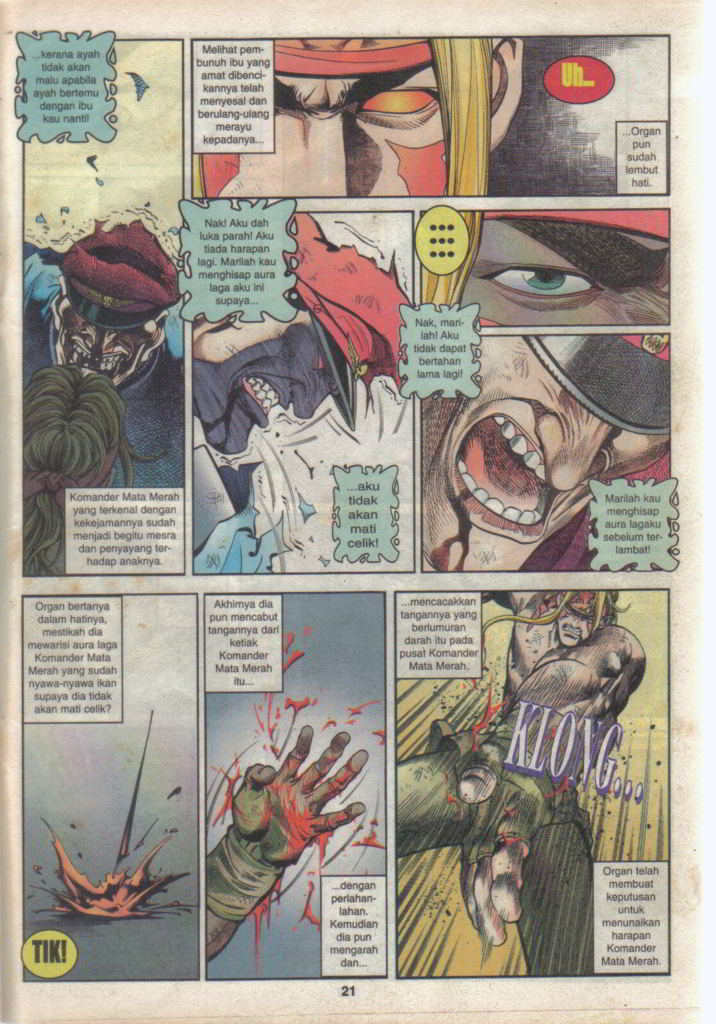 ...kerana ayah
tidak akan
malu apabila
ayah bertemu
dengan ibu
kau nanti!
Komander Mata Merah
yang terkenal dengan
kekejamannya sudah
menjadi begitu mesra
dan penyayang ter-
hadap anaknya.
Melihat pem-
bunuh ibu yang
amat dibenci-
kannya telah
menyesal dan
berulang-ulang
merayu
kepadanya...
Uh...
...Organ
pun
sudah
lembut
hati.
Nak! Aku dah
luka parah! Aku
tiada harapan
lagi. Marilah kau
menghisap aura
laga aku ini
supaya...
...aku
tidak
akan
mati
celik!
Nak, mari-
lah! Aku
tidak dapat
bertahan
lama lagi!
Marilah kau
menghisap
aura lagaku
sebelum ter-
lambat!
Organ bertanya
dalam hatinya,
mestikah dia
mewarisi aura laga
Komander Mata
Merah yang sudah
nyawa-nyawa ikan
supaya dia tidak
akan mati celik?
TIK!
Akhirnya dia
pun mencabut
tangannya dari
ketiak
Komander
Mata Merah
itu...
...dengan
perlahan-
lahan.
Kemudian
dia pun
mengarah
dan...
...mencacakkan
tangannya yang
berlumuran
darah itu pada
pusat Komander
Mata Merah.
KLONG...
Organ telah
membuat
keputusan
untuk
menunaikan
harapan
Komander
Mata Merah.
21